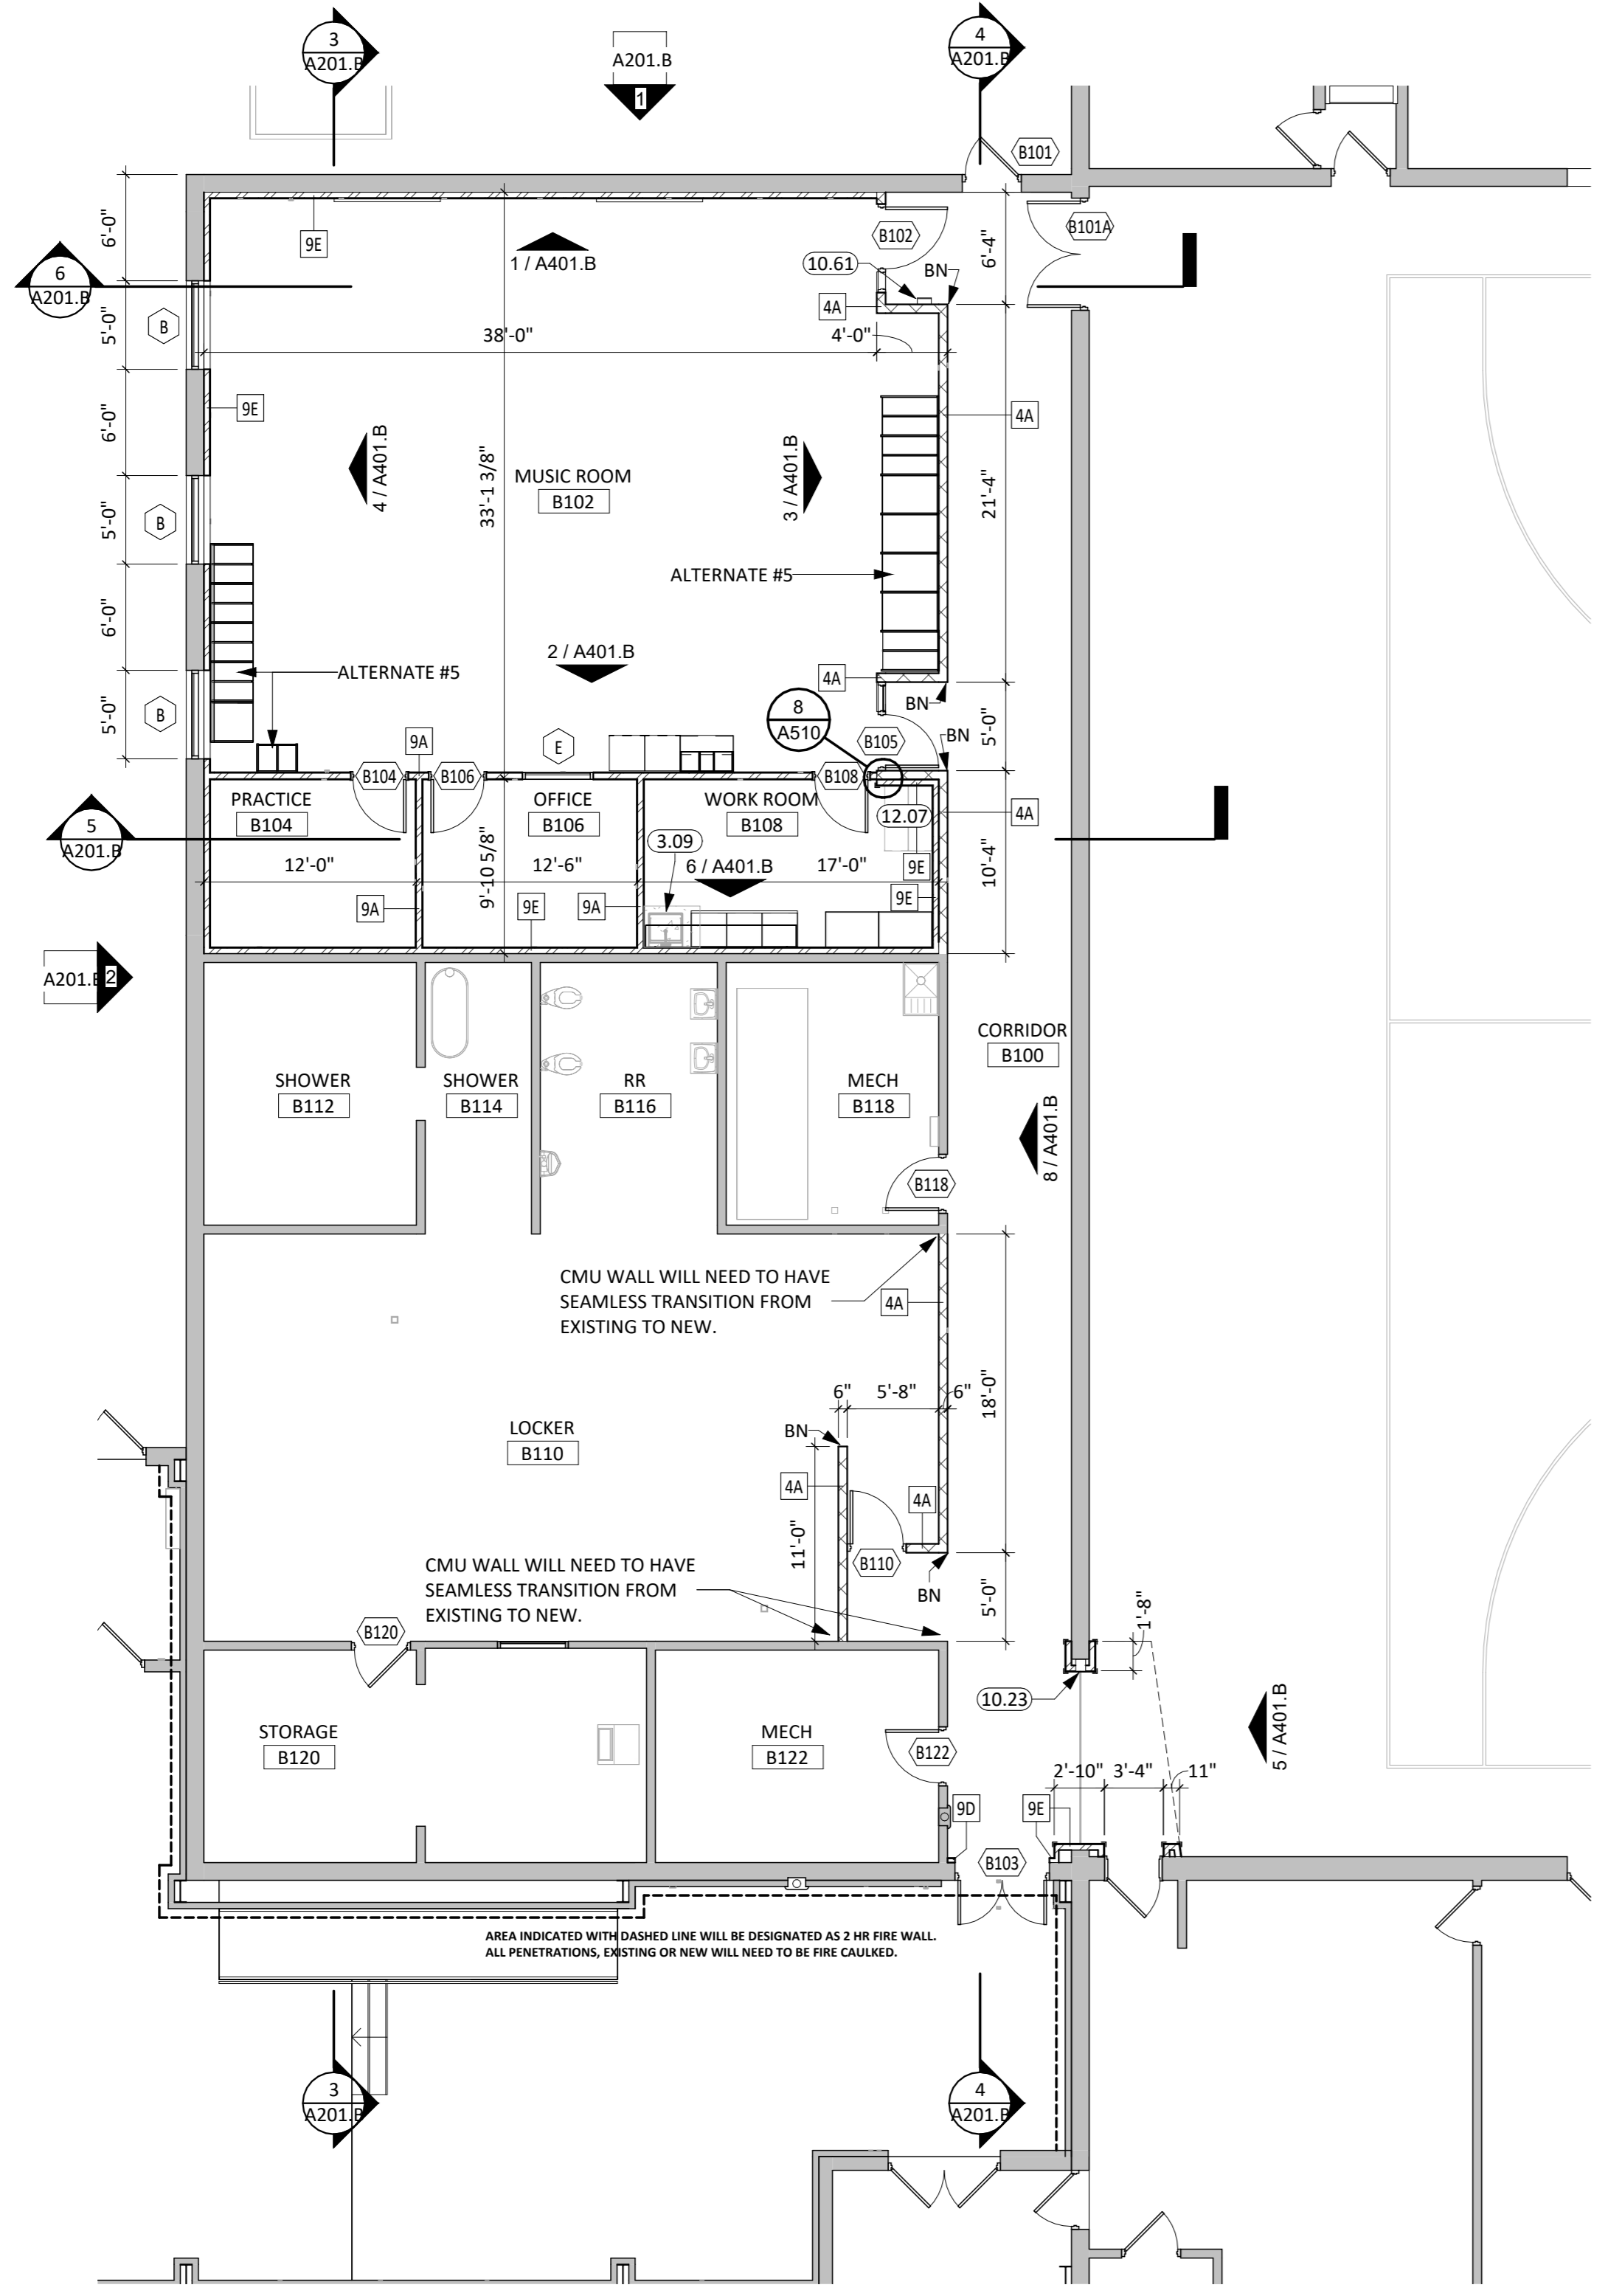 3
A201.B
A201.B
1
4
A201.B
B101
6'-0"
9E
B102
B101A
6'-4"
1 / A401.B
10.61
BN
6
A201.B
4A
5'-0"
B
38'-0"
4'-0"
9E
4A
6'-0"
4 / A401.B
33'-1 3/8"
MUSIC ROOM
B102
3 / A401.B
21'-4"
5'-0"
B
ALTERNATE #5
6'-0"
2 / A401.B
ALTERNATE #5
4A
BN
5'-0"
B
8
A510
9A
E
B105
BN
5'-0"
B104
B106
B108
PRACTICE
B104
OFFICE
B106
WORK ROOM
B108
12.07
4A
5
A201.B
3.09
12'-0"
9'-10 5/8"
12'-6"
6 / A401.B
17'-0"
9E
10'-4"
9A
9E
9A
9E
A201.B
2
CORRIDOR
B100
SHOWER
B112
SHOWER
B114
RR
B116
MECH
B118
8 / A401.B
B118
CMU WALL WILL NEED TO HAVE
SEAMLESS TRANSITION FROM
EXISTING TO NEW.
4A
6"
5'-8"
6"
18'-0"
LOCKER
B110
BN
4A
4A
11'-0"
CMU WALL WILL NEED TO HAVE
SEAMLESS TRANSITION FROM
EXISTING TO NEW.
B110
BN
5'-0"
1'-8"
B120
10.23
STORAGE
B120
MECH
B122
B122
5 / A401.B
2'-10"
3'-4"
11"
9D
9E
B103
AREA INDICATED WITH DASHED LINE WILL BE DESIGNATED AS 2 HR FIRE WALL.
ALL PENETRATIONS, EXISTING OR NEW WILL NEED TO BE FIRE CAULKED.
3
A201.B
4
A201.B